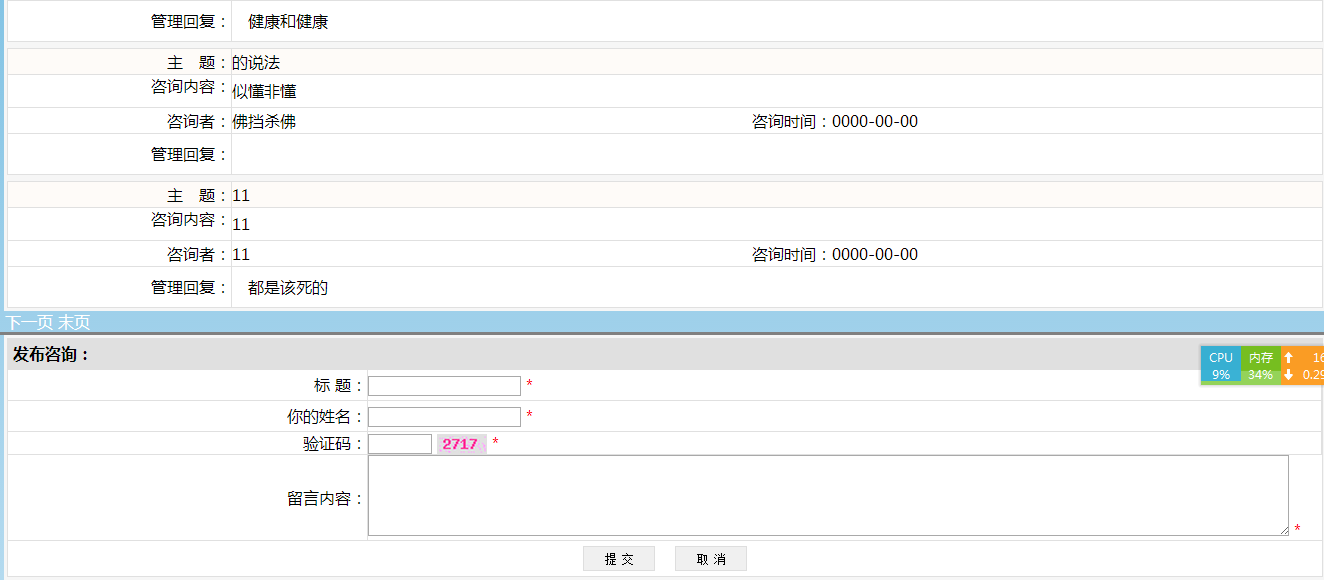 管理回复： 健康和健康
主 题：的说法
咨询内容：似懂非懂
咨询者：佛挡杀佛 咨询时间：0000-00-00
管理回复：
主 题：11
咨询内容：11
咨询者：11 咨询时间：0000-00-00
管理回复： 都是该死的
下一页 末页
发布咨询：
CPU 内存 ↑ 16
9% 34% ↓ 0.29
标 题： *
你的姓名： *
验证码： 2717 *
留言内容： *
提 交 取 消